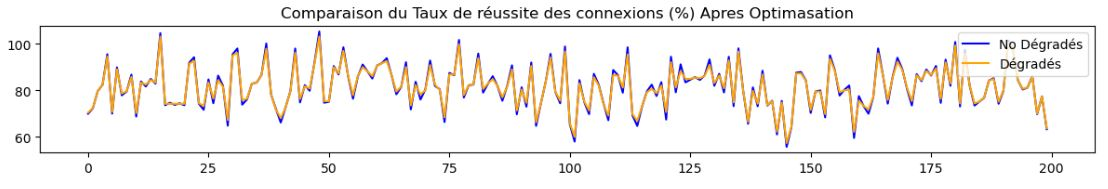 Comparaison du Taux de réussite des connexions (%) Apres Optimasation
100
80
60
No Dégradés
Dégradés
0 25 50 75 100 125 150 175 200